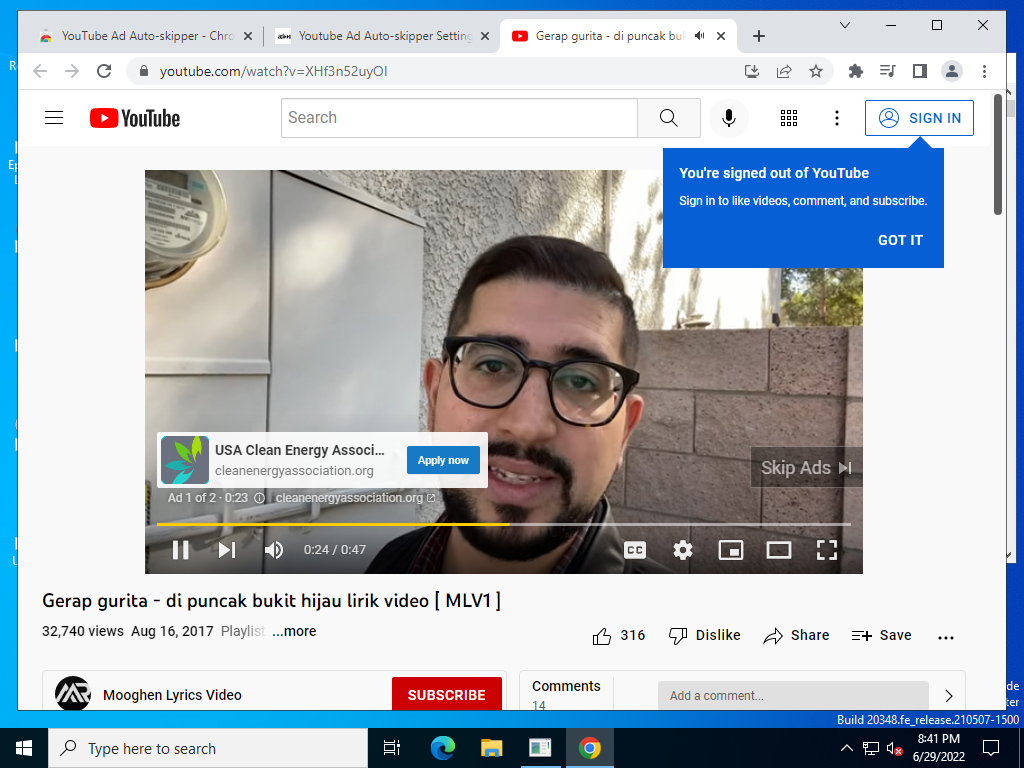 YouTube Ad Auto-skipper - Chro
Youtube Ad Auto-skipper Setting
Gerap gurita - di puncak buk
youtube.com/watch?v=XHf3n52uyOI
YouTube
Search
SIGN IN
You're signed out of YouTube
Sign in to like videos, comment, and subscribe.
GOT IT
USA Clean Energy Associ...
cleanenergyassociation.org
Apply now
Skip Ads
Ad 1 of 2 · 0:23 cleanenergyassociation.org
0:24 / 0:47
CC
Gerap gurita - di puncak bukit hijau lirik video [ MLV1 ]
32,740 views Aug 16, 2017 Playlist ...more
316 Dislike Share Save
Mooghen Lyrics Video
SUBSCRIBE
Comments
14
Add a comment...
Build 20348.fe_release.210507-1500
Type here to search
8:41 PM
6/29/2022